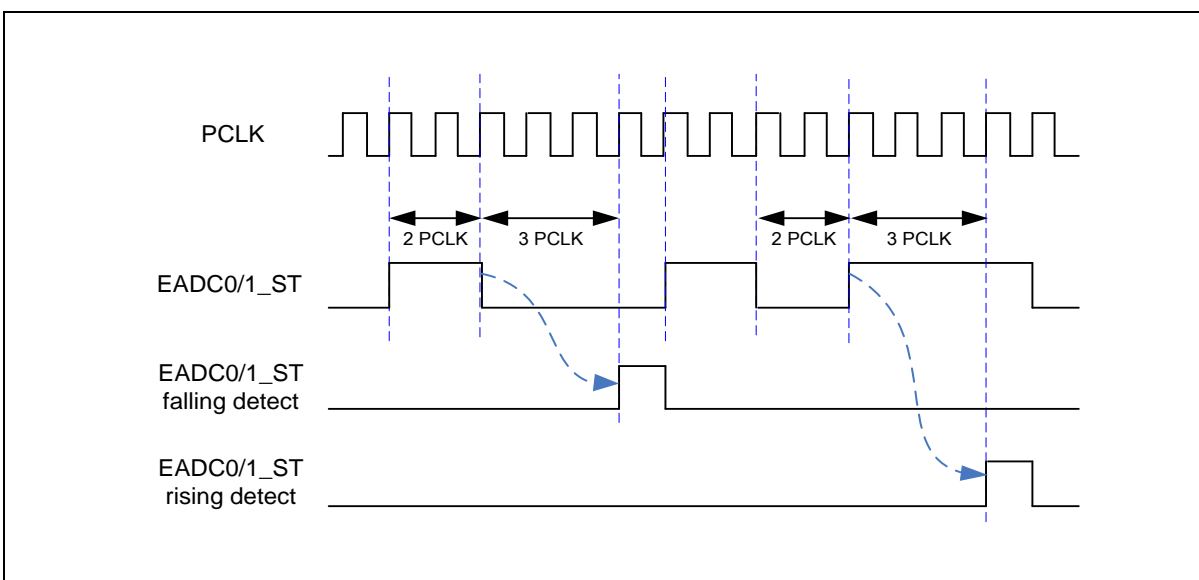 PCLK
2 PCLK
3 PCLK
2 PCLK
3 PCLK
EADC0/1_ST
EADC0/1_ST
falling detect
EADC0/1_ST
rising detect